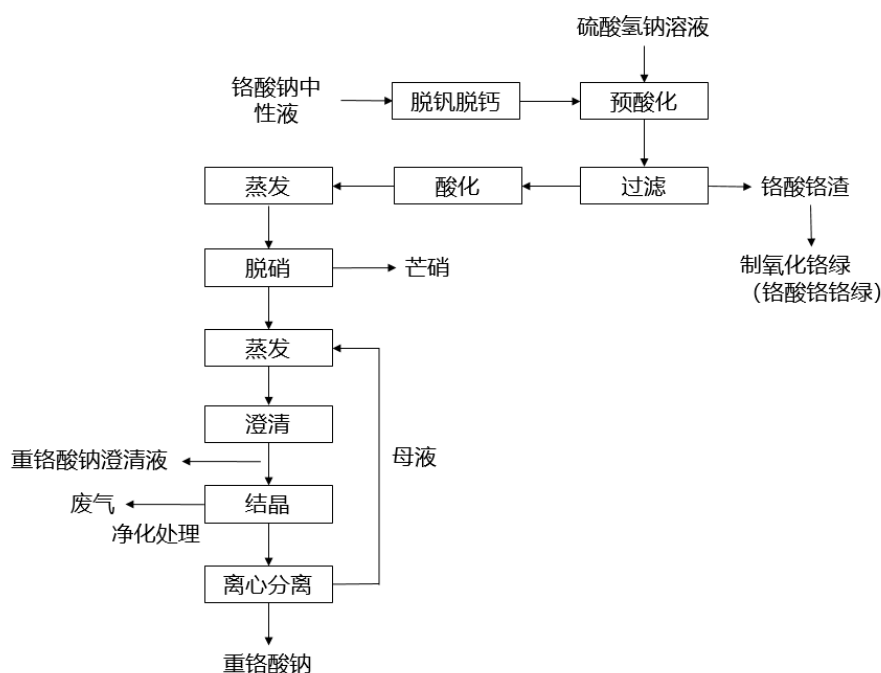 硫酸氢钠溶液
铬酸钠中
性液
脱钒脱钙
预酸化
蒸发
酸化
过滤
铬酸铬渣
脱硝
芒硝
制氧化铬绿
（铬酸铬铬绿）
蒸发
澄清
母液
重铬酸钠澄清液
废气
净化处理
结晶
离心分离
重铬酸钠